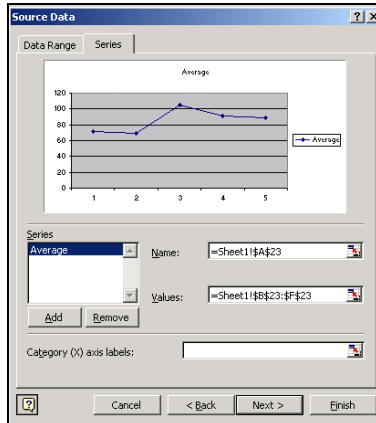 Source Data
Data Range Series
Average
120
100
80
60
40
20
0
1 2 3 4 5
Average
Series
Average
Name: =Sheet1!$A$23
Values: =Sheet1!$B$23:$F$23
Add Remove
Category (X) axis labels:
Cancel < Back Next > Finish